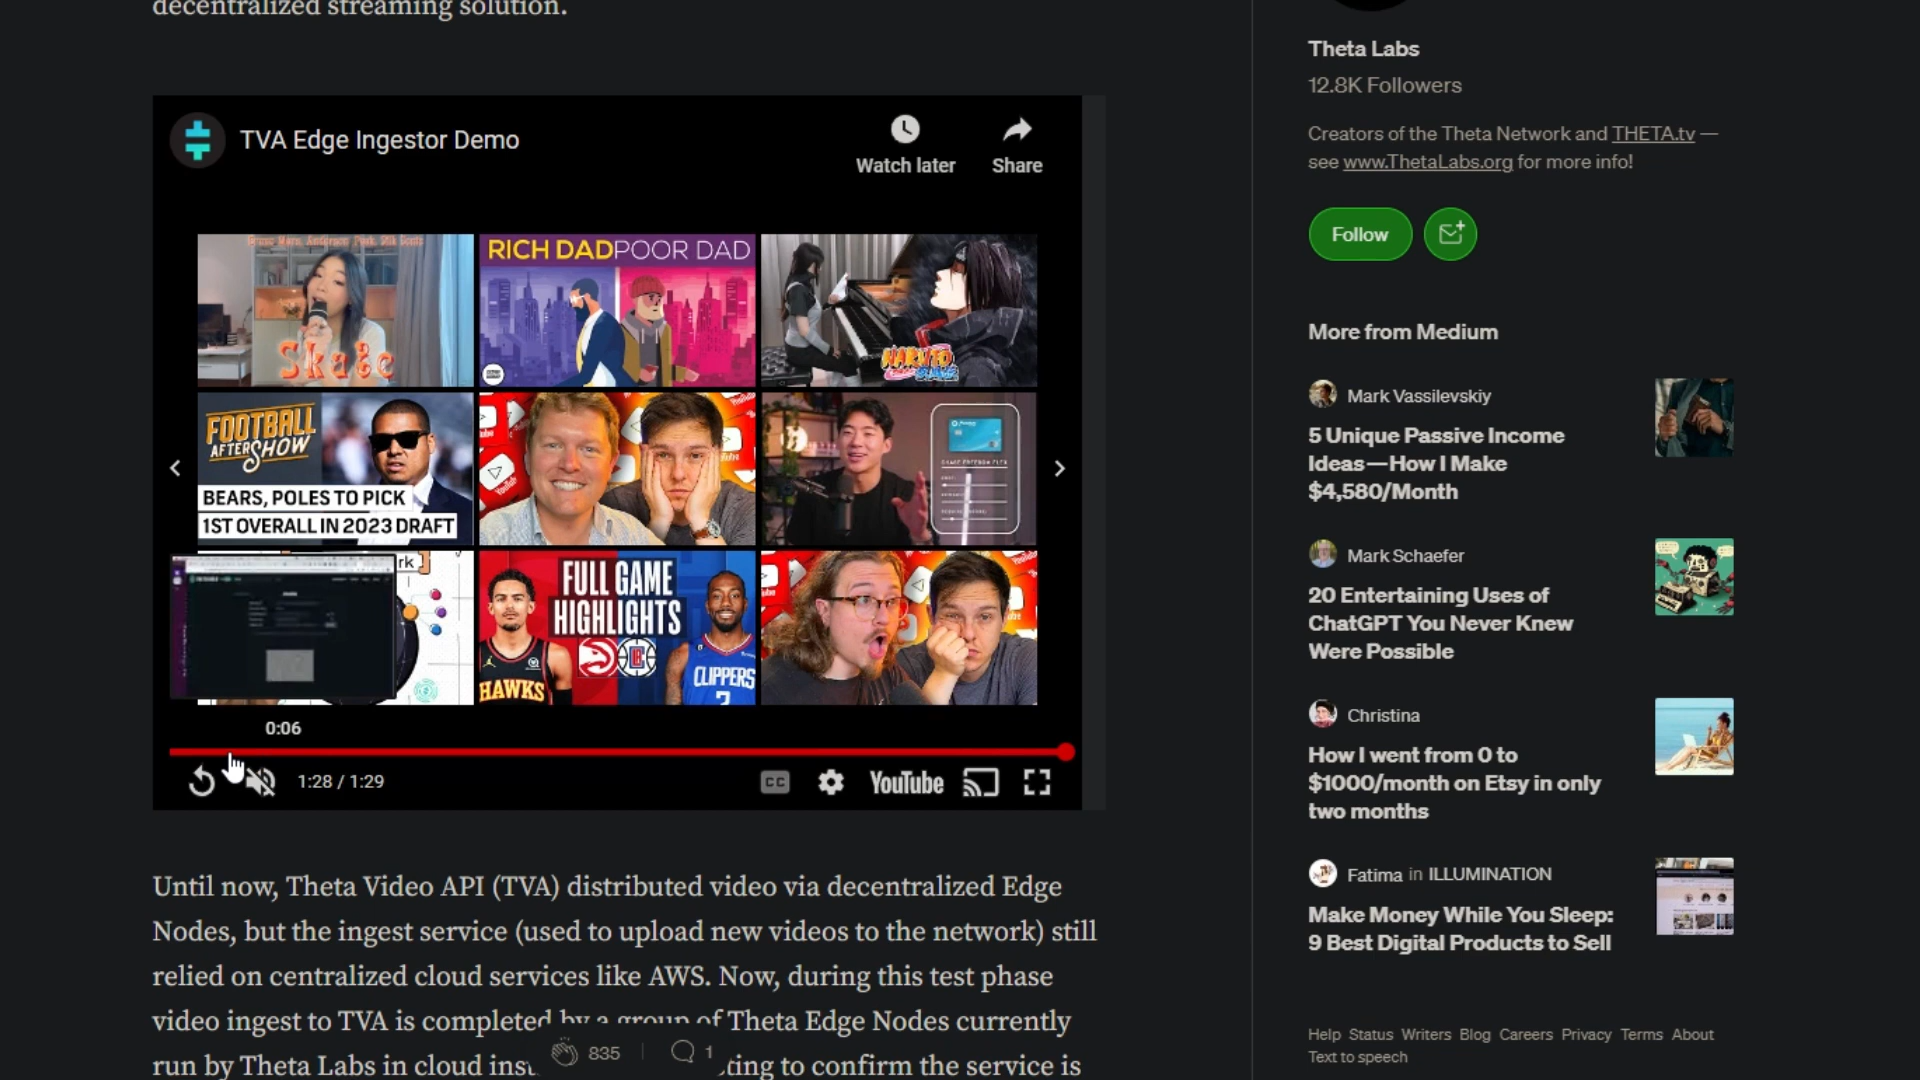 decentralized streaming solution.
TVA Edge Ingestor Demo
Watch later
Share
Skate
RICH DAD POOR DAD
NARUTO
FOOTBALL
AFTERSHOW
BEARS, POLES TO PICK
1ST OVERALL IN 2023 DRAFT
rk
FULL GAME
HIGHLIGHTS
HAWKS
CLIPPERS
2
0:06
1:28 / 1:29
CC
YouTube
Until now, Theta Video API (TVA) distributed video via decentralized Edge
Nodes, but the ingest service (used to upload new videos to the network) still
relied on centralized cloud services like AWS. Now, during this test phase
video ingest to TVA is completed by a group of Theta Edge Nodes currently
run by Theta Labs in cloud inst ting to confirm the service is
835
1
Theta Labs
12.8K Followers
Creators of the Theta Network and THETA.tv —
see www.ThetaLabs.org for more info!
Follow
More from Medium
Mark Vassilevskiy
5 Unique Passive Income
Ideas — How I Make
$4,580/Month
Mark Schaefer
20 Entertaining Uses of
ChatGPT You Never Knew
Were Possible
Christina
How I went from 0 to
$1000/month on Etsy in only
two months
Fatima in ILLUMINATION
Make Money While You Sleep:
9 Best Digital Products to Sell
Help Status Writers Blog Careers Privacy Terms About
Text to speech